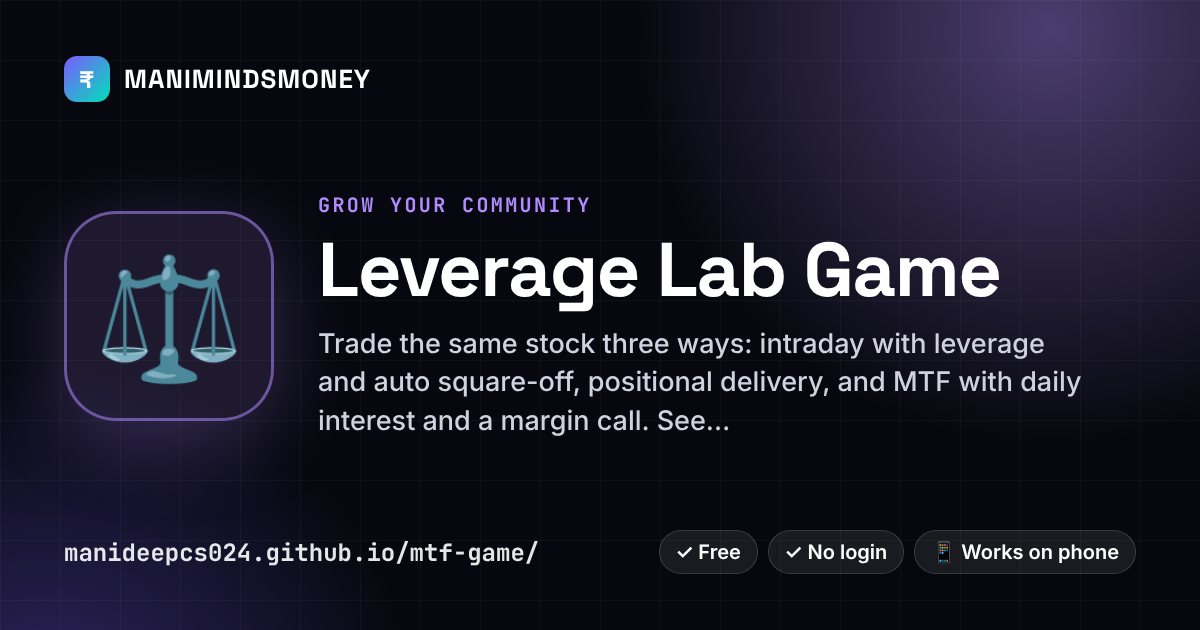 ₹ MANIMINDSMONEY
GROW YOUR COMMUNITY
Leverage Lab Game
Trade the same stock three ways: intraday with leverage
and auto square-off, positional delivery, and MTF with daily
interest and a margin call. See...
manideepcs024.github.io/mtf-game/
✓ Free
✓ No login
📱 Works on phone